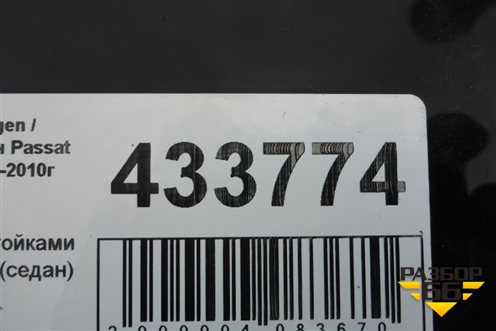 gen /
н Passat
-2010г
433774
тойками
(седан)
РАЗБОР
66